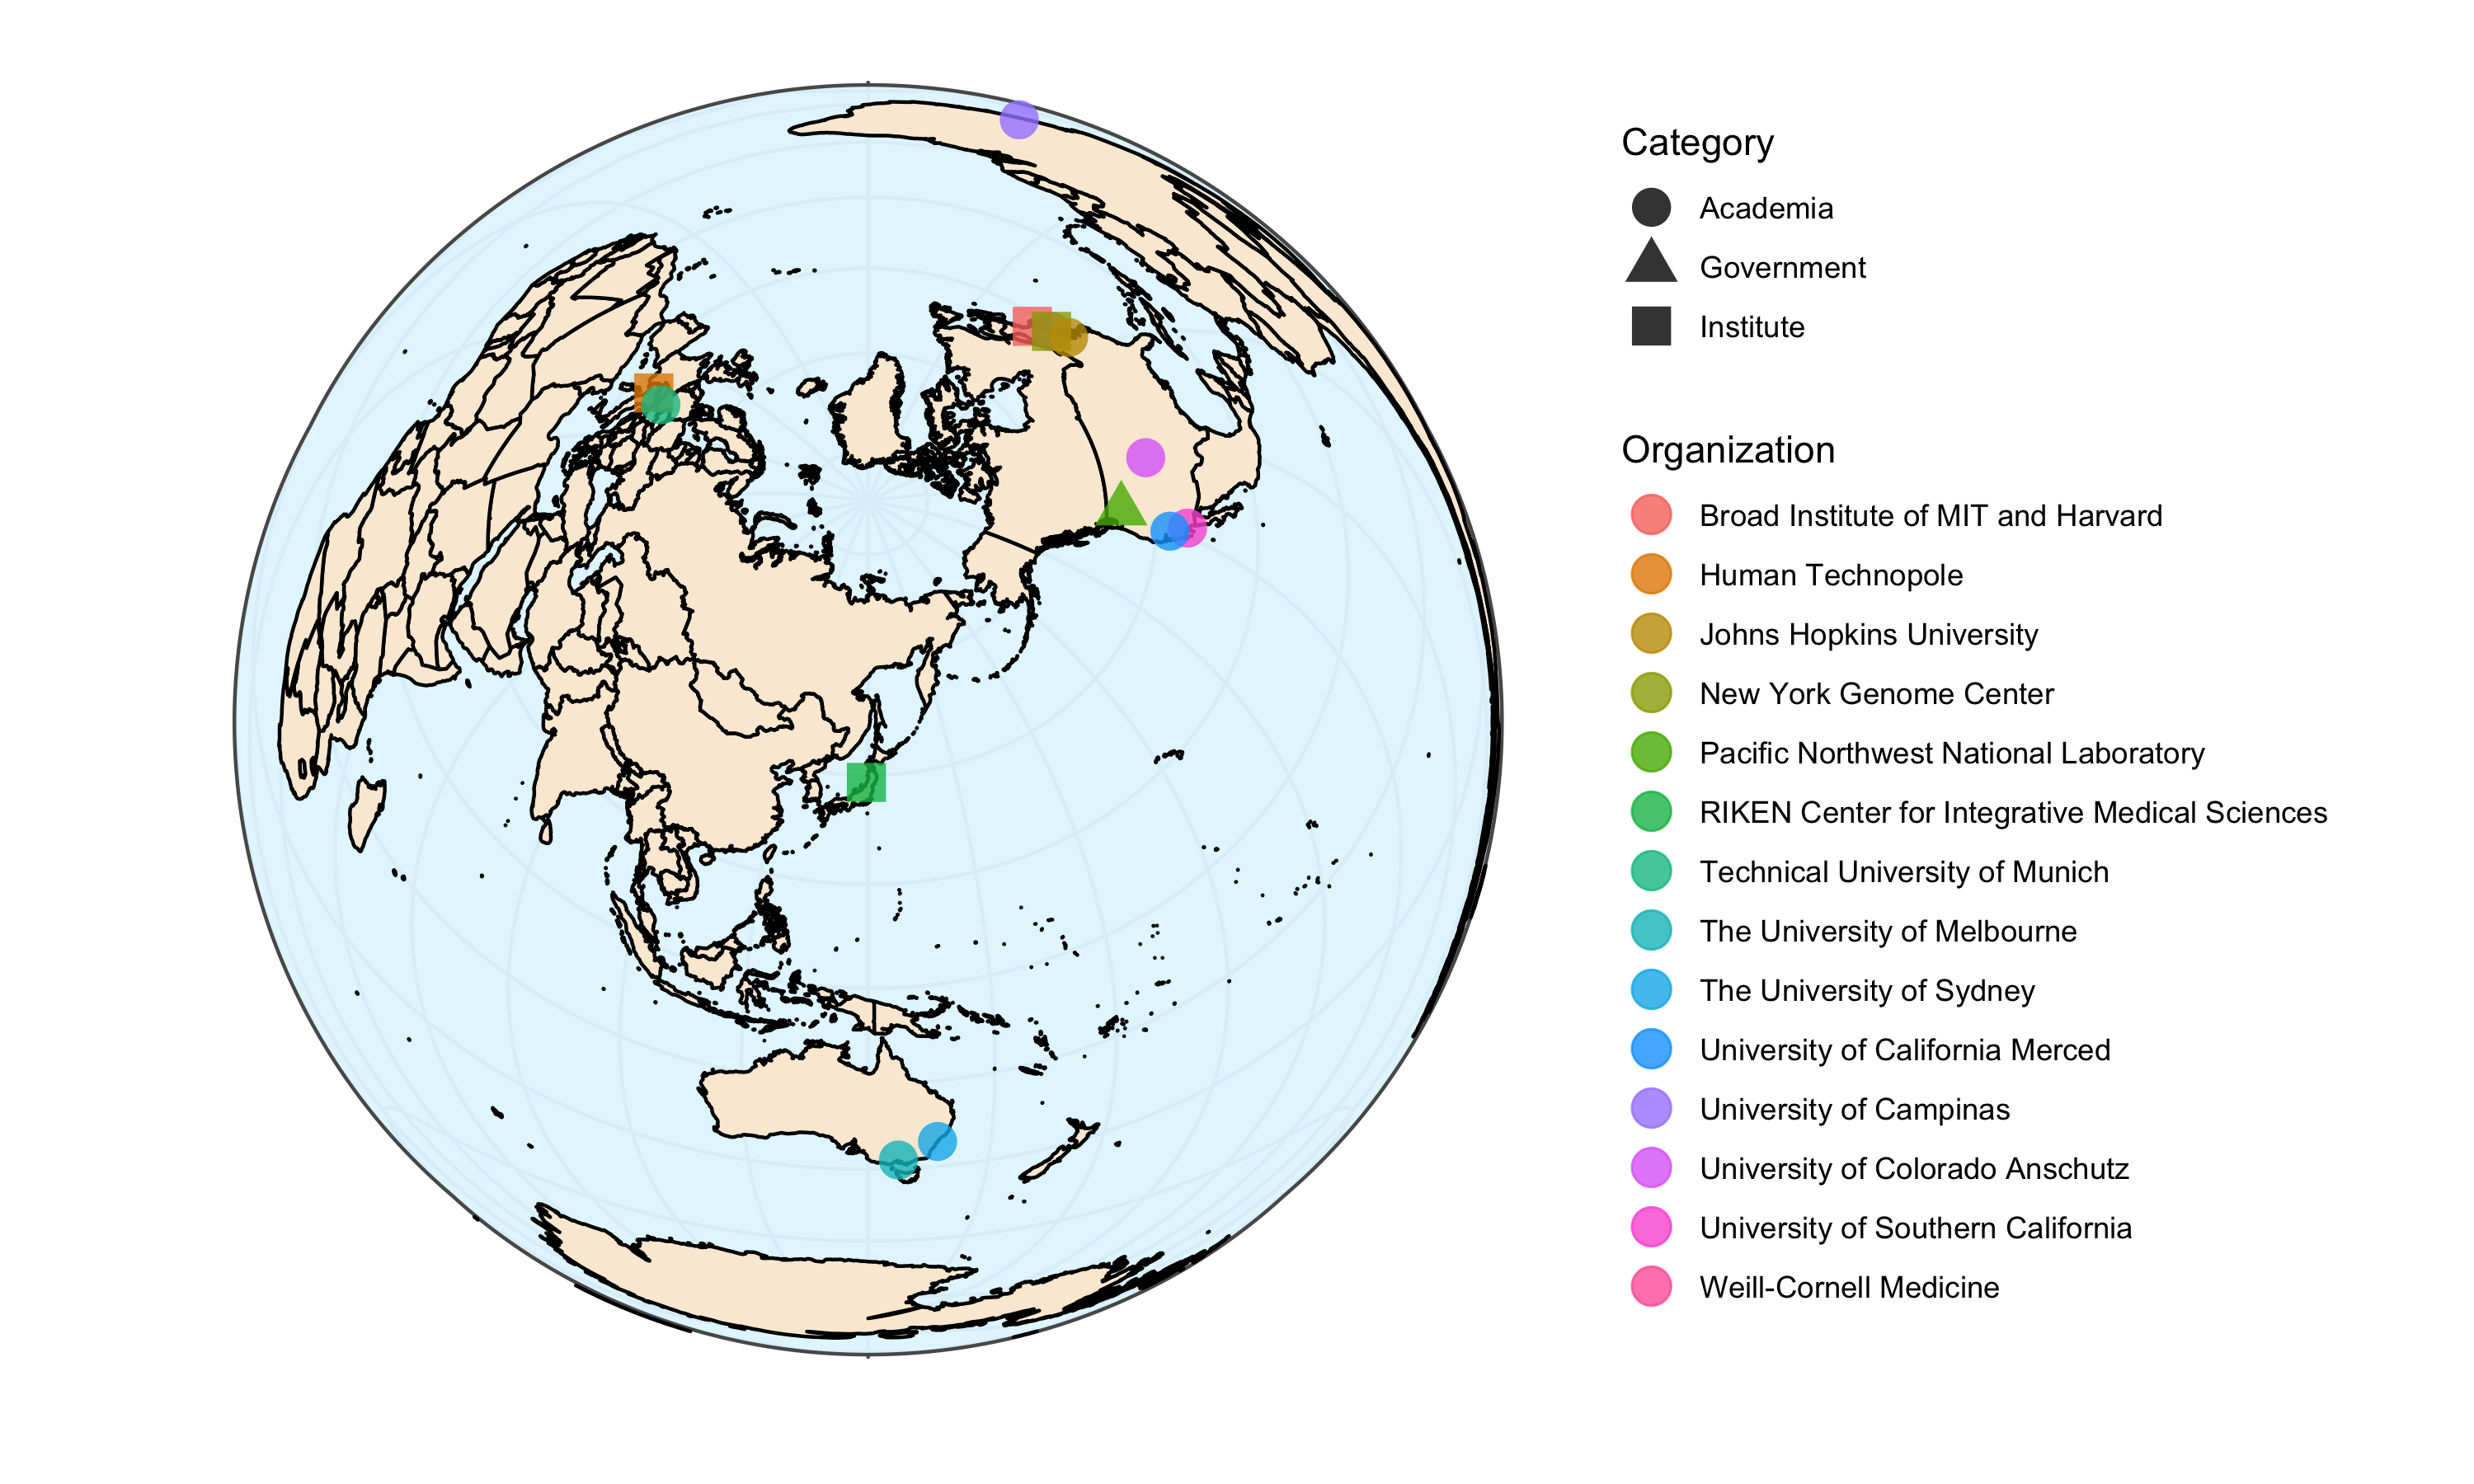 Category
Academia
Government
Institute
Organization
Broad Institute of MIT and Harvard
Human Technopole
Johns Hopkins University
New York Genome Center
Pacific Northwest National Laboratory
RIKEN Center for Integrative Medical Sciences
Technical University of Munich
The University of Melbourne
The University of Sydney
University of California Merced
University of Campinas
University of Colorado Anschutz
University of Southern California
Weill-Cornell Medicine